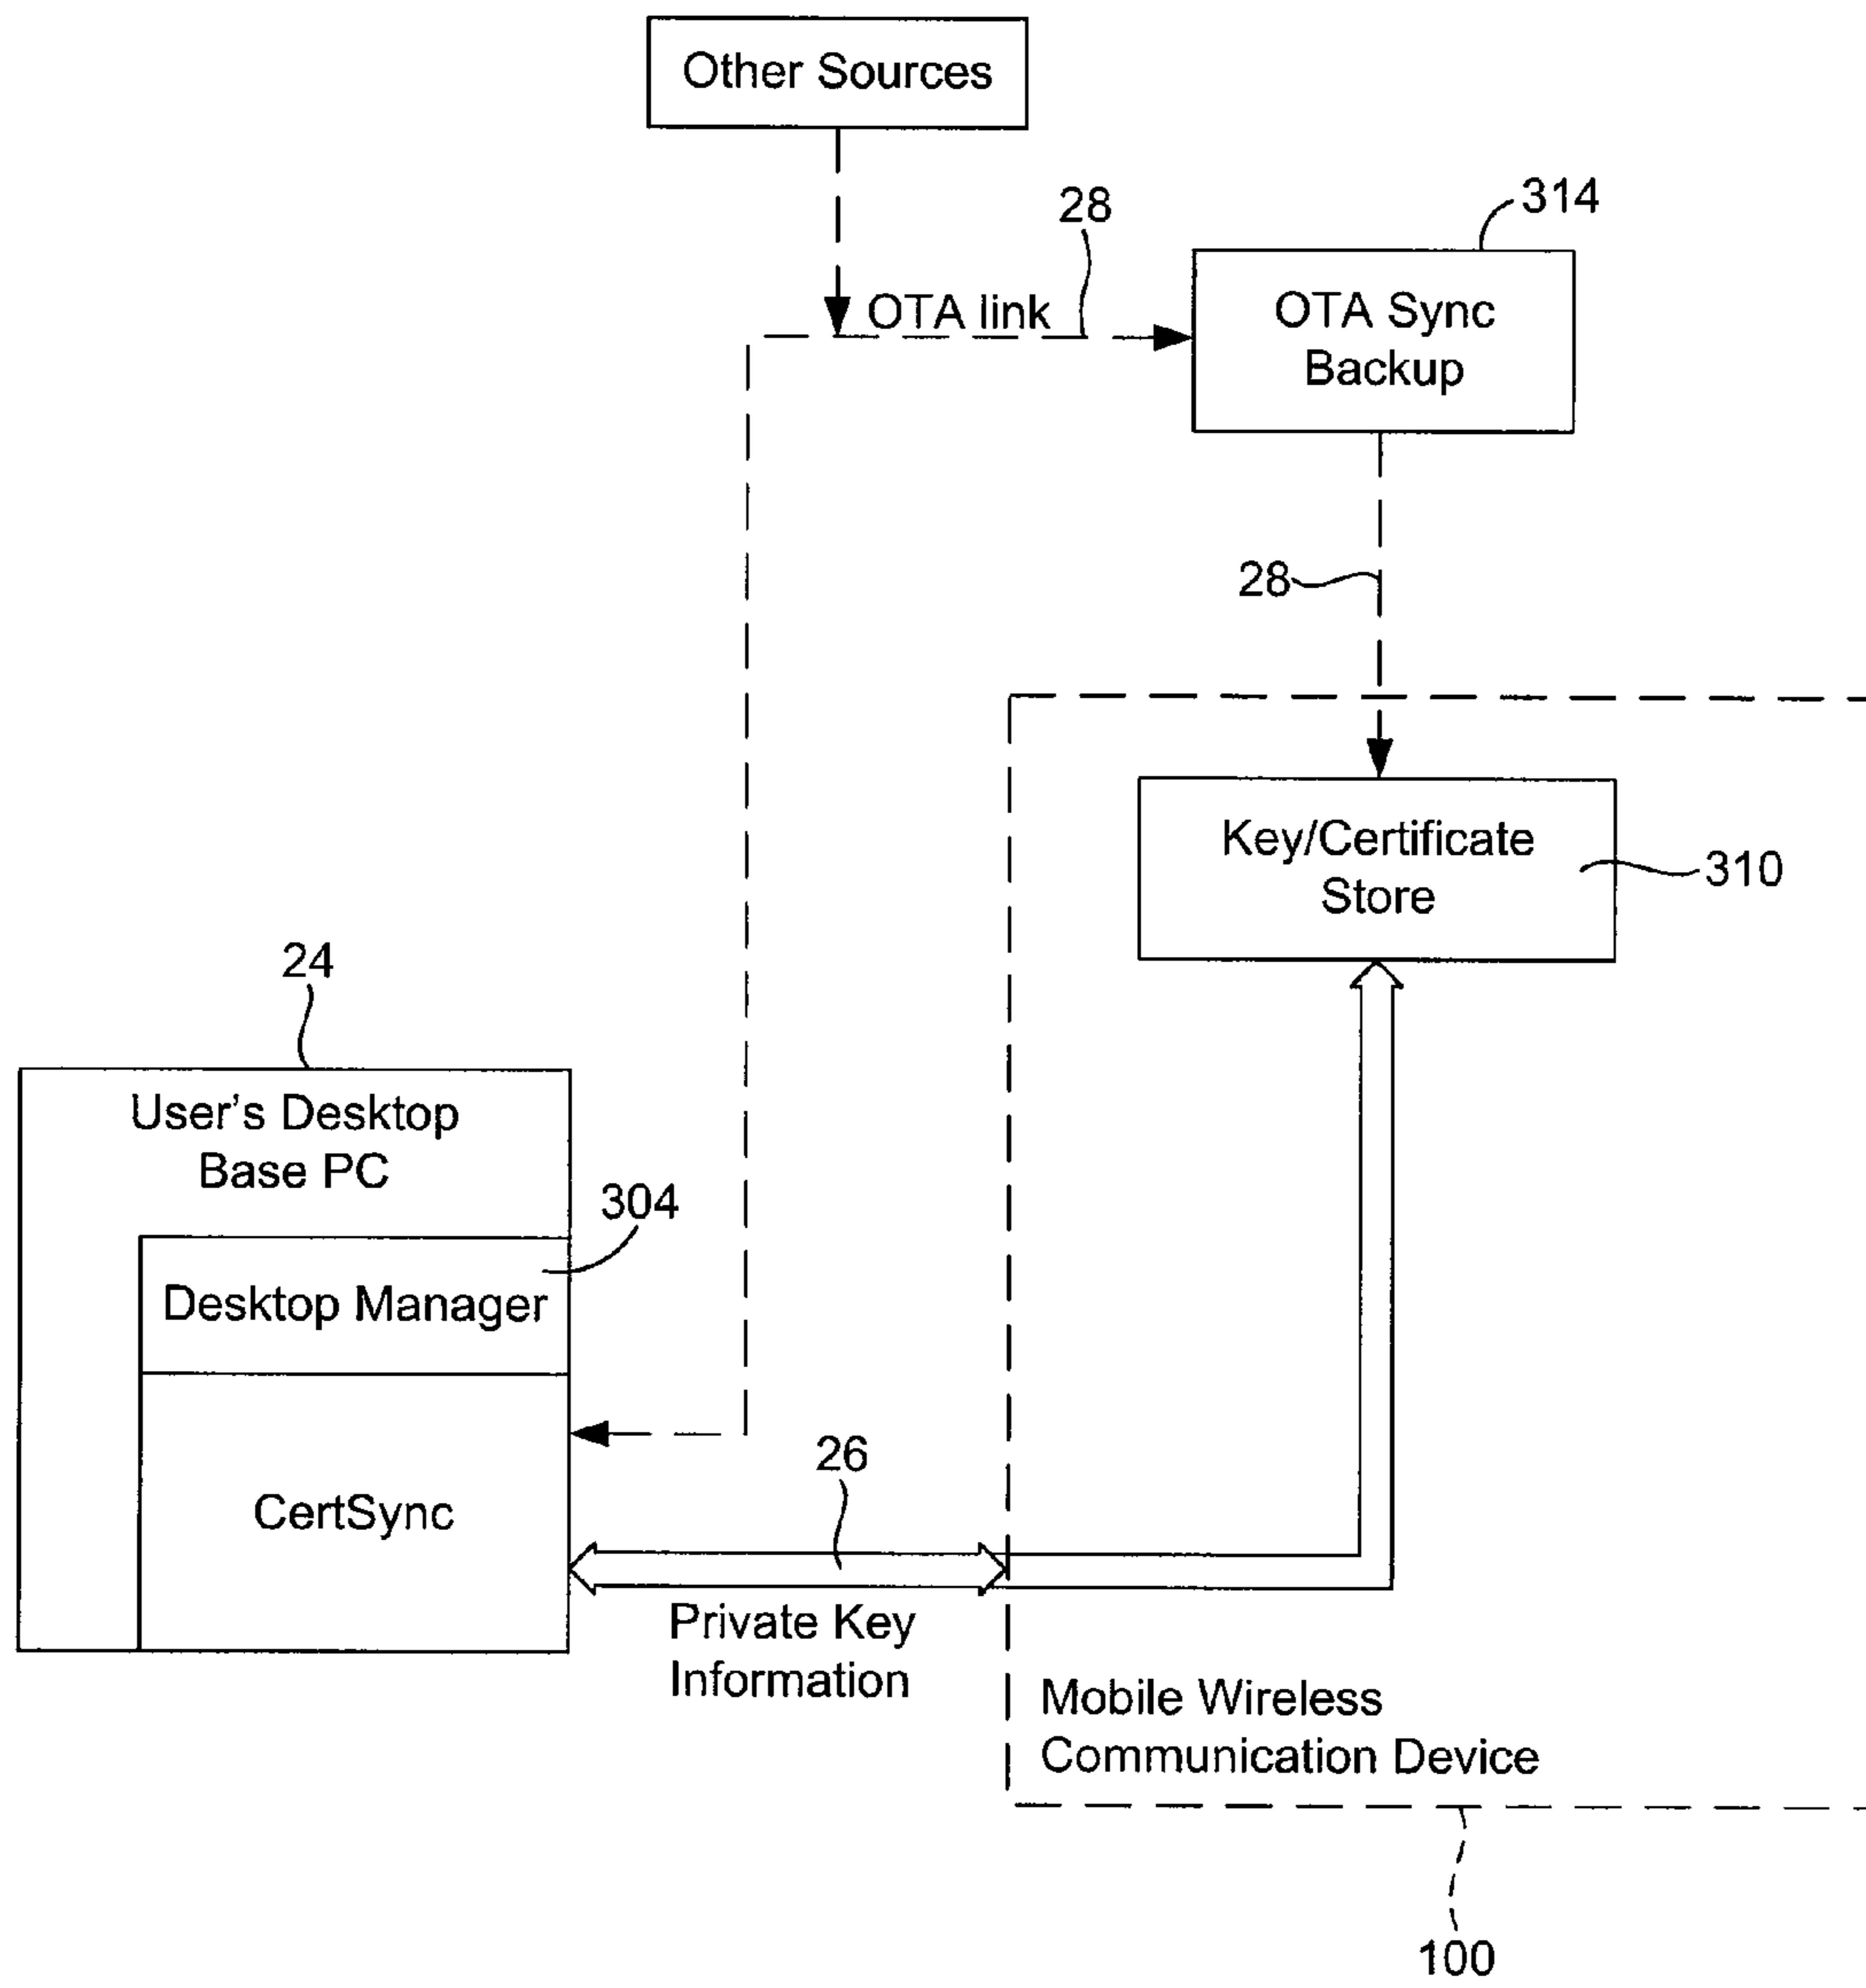 Other Sources
28
314
OTA link
OTA Sync
Backup
28
Key/Certificate
Store
310
24
User's Desktop
Base PC
304
Desktop Manager
26
CertSync
Private Key
Information
Mobile Wireless
Communication Device
100